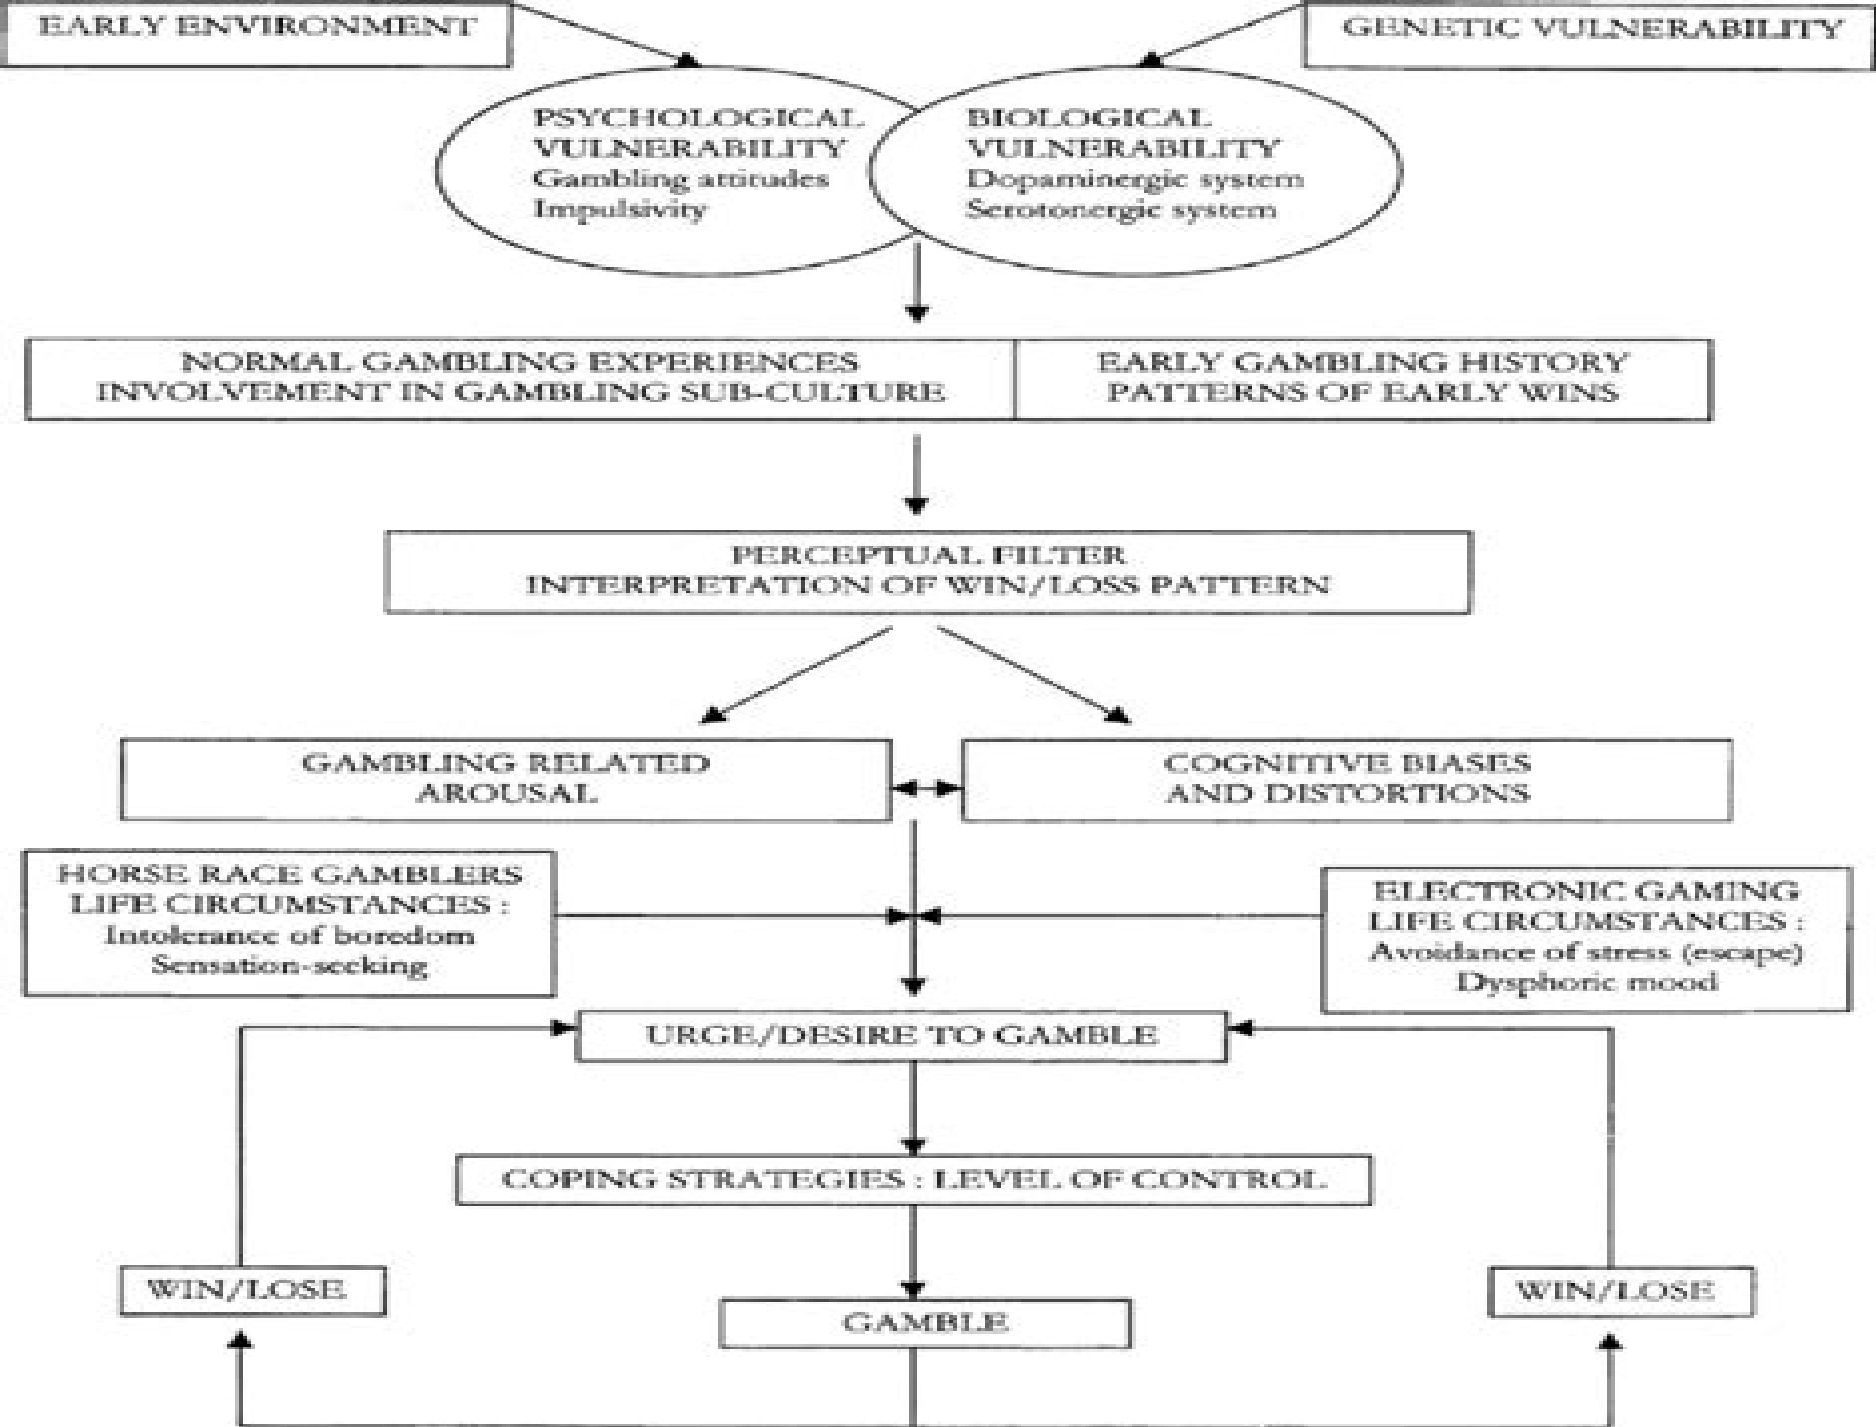 EARLY ENVIRONMENT
GENETIC VULNERABILITY
PSYCHOLOGICAL
VULNERABILITY
Gambling attitudes
Impulsivity
BIOLOGICAL
VULNERABILITY
Dopaminergic system
Serotonergic system
NORMAL GAMBLING EXPERIENCES
INVOLVEMENT IN GAMBLING SUB-CULTURE
EARLY GAMBLING HISTORY
PATTERNS OF EARLY WINS
PERCEPTUAL FILTER
INTERPRETATION OF WIN/LOSS PATTERN
GAMBLING RELATED
AROUSAL
COGNITIVE BIASES
AND DISTORTIONS
HORSE RACE GAMBLERS
LIFE CIRCUMSTANCES :
Intolerance of boredom
Sensation-seeking
ELECTRONIC GAMING
LIFE CIRCUMSTANCES :
Avoidance of stress (escape)
Dysphoric mood
URGE/DESIRE TO GAMBLE
COPING STRATEGIES : LEVEL OF CONTROL
WIN/LOSE
GAMBLE
WIN/LOSE